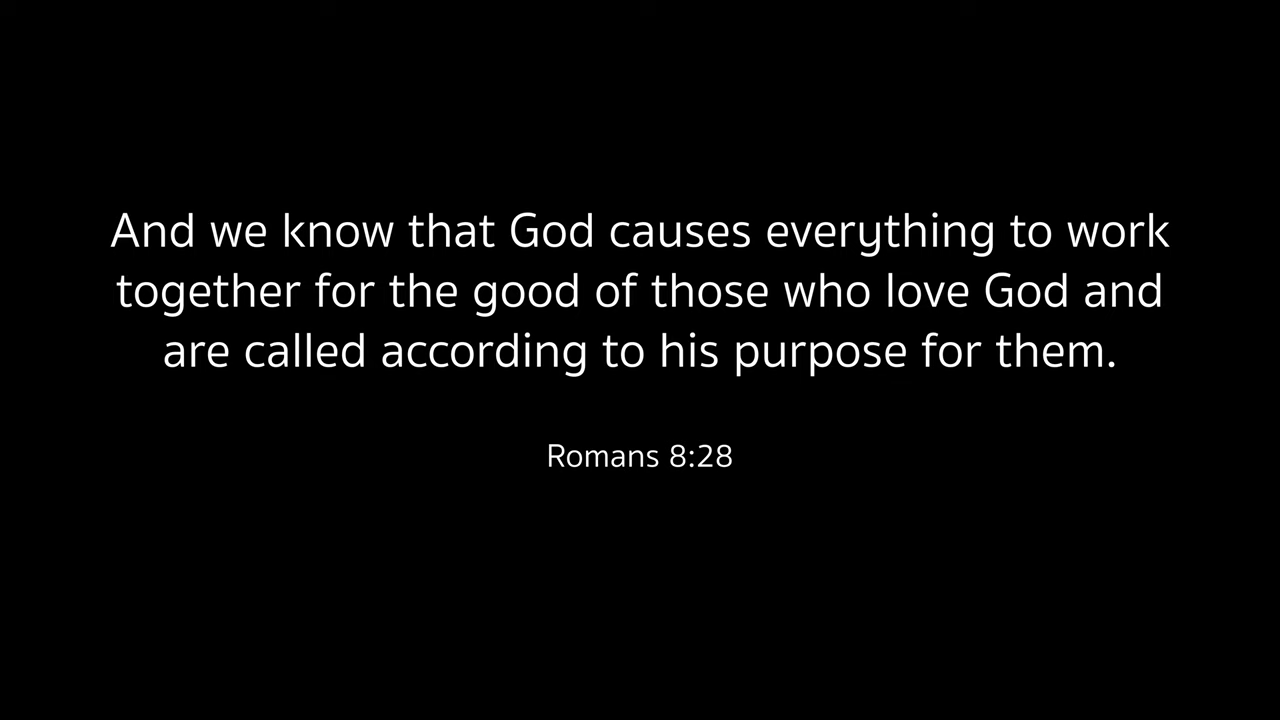 And we know that God causes everything to work
together for the good of those who love God and
are called according to his purpose for them.
Romans 8:28